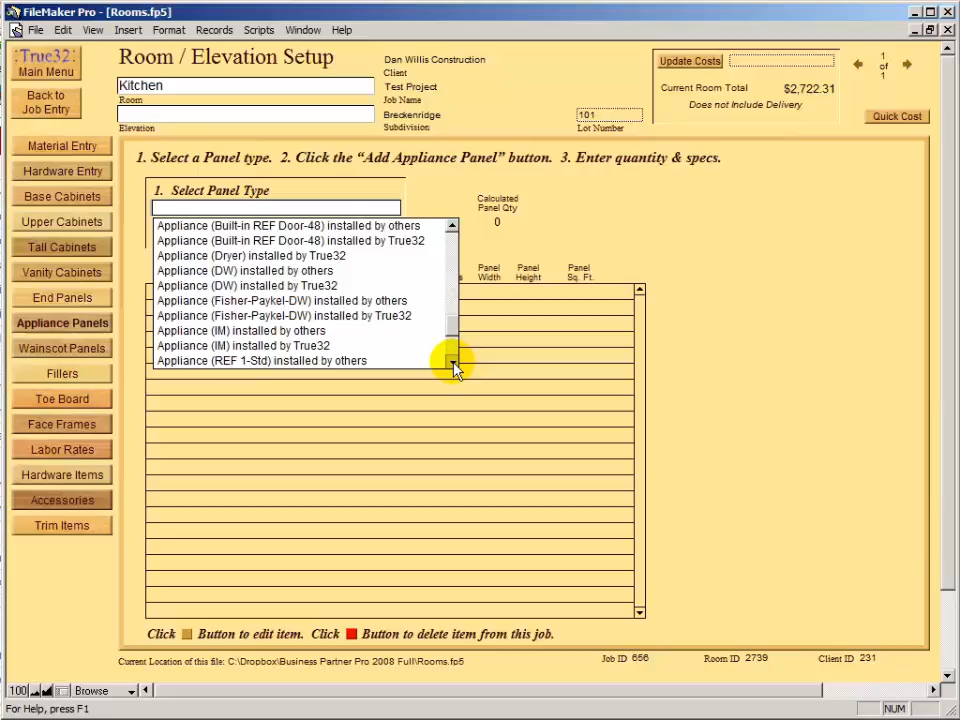 FileMaker Pro - [Rooms.fp5]
File Edit View Insert Format Records Scripts Window Help
True32
Main Menu
Back to
Job Entry
Material Entry
Hardware Entry
Base Cabinets
Upper Cabinets
Tall Cabinets
Vanity Cabinets
End Panels
Appliance Panels
Wainscot Panels
Fillers
Toe Board
Face Frames
Labor Rates
Hardware Items
Accessories
Trim Items
Room / Elevation Setup
Kitchen
Room
Elevation
Dan Willis Construction
Client
Test Project
Job Name
Breckenridge
Subdivision
101
Lot Number
Update Costs
Current Room Total $2,722.31
Does not Include Delivery
1
of
1
Quick Cost
1. Select a Panel type. 2. Click the “Add Appliance Panel” button. 3. Enter quantity & specs.
1. Select Panel Type
Calculated
Panel Qty
0
Appliance (Built-in REF Door-48) installed by others
Appliance (Built-in REF Door-48) installed by True32
Appliance (Dryer) installed by True32
Appliance (DW) installed by others
Appliance (DW) installed by True32
Appliance (Fisher-Paykel-DW) installed by others
Appliance (Fisher-Paykel-DW) installed by True32
Appliance (IM) installed by others
Appliance (IM) installed by True32
Appliance (REF 1-Std) installed by others
Panel Width
Panel Height
Panel Sq. Ft.
Click Button to edit item. Click Button to delete item from this job.
Current Location of this file: C:\Dropbox\Business Partner Pro 2008 Full\Rooms.fp5
Job ID 656 Room ID 2739 Client ID 231
100 Browse
For Help, press F1
NUM